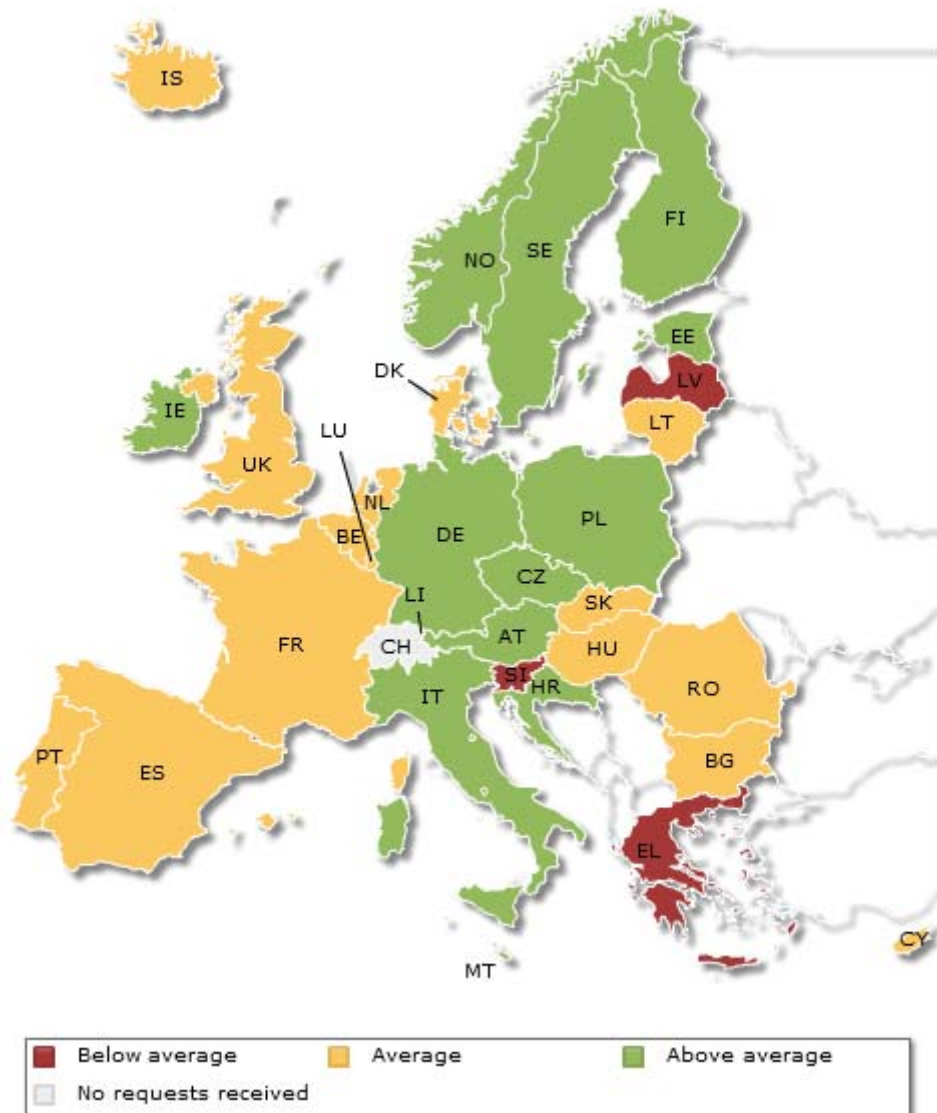 IS
FI
SE
NO
EE
DK
LV
IE
LT
LU
UK
NL
PL
DE
BE
CZ
LI
SK
AT
FR
CH
HU
SI
HR
RO
IT
PT
ES
BG
EL
CY
MT
Below average
Average
Above average
No requests received